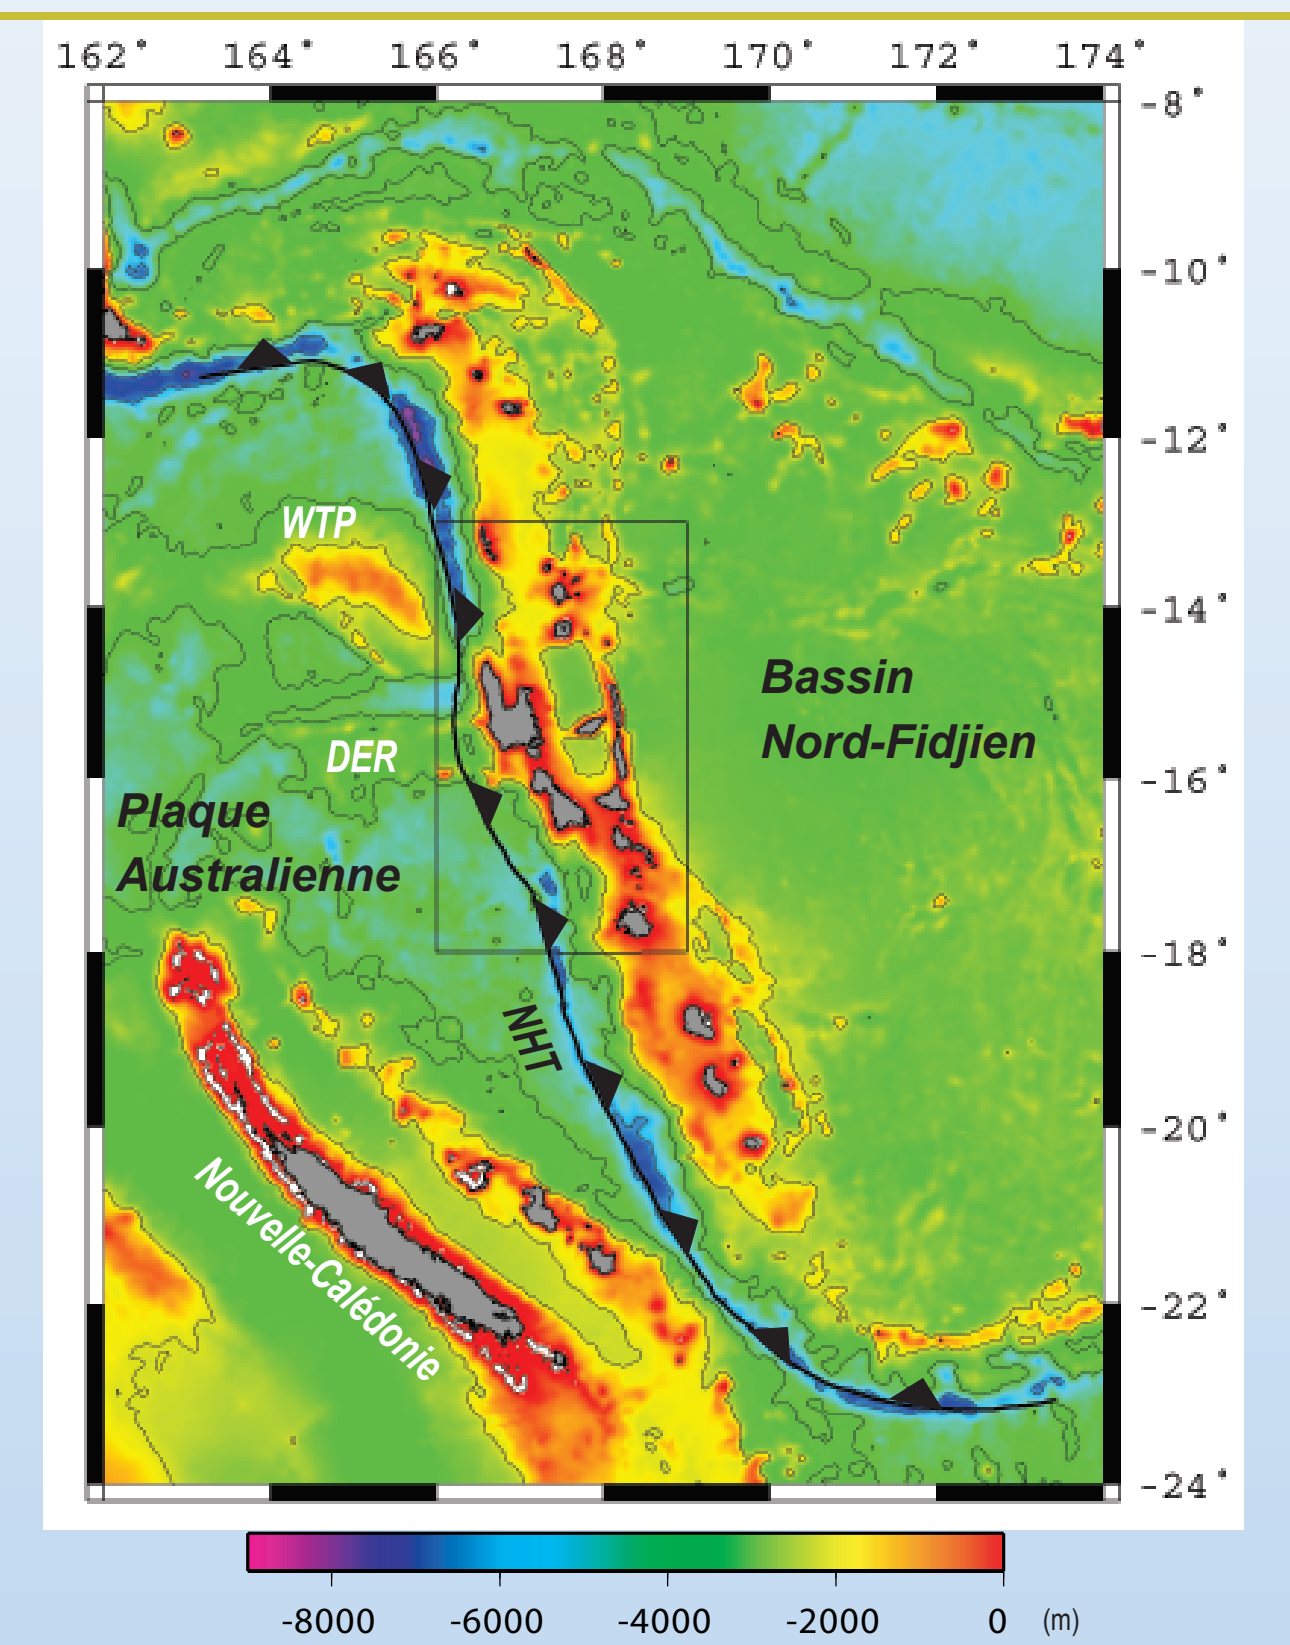 162° 164° 166° 168° 170° 172° 174°
-8°
-10°
-12°
WTP
-14°
Bassin
Nord-Fidjien
DER
-16°
Plaque
Australienne
-18°
NHT
-20°
Nouvelle-Calédonie
-22°
-24°
-8000 -6000 -4000 -2000 0 (m)